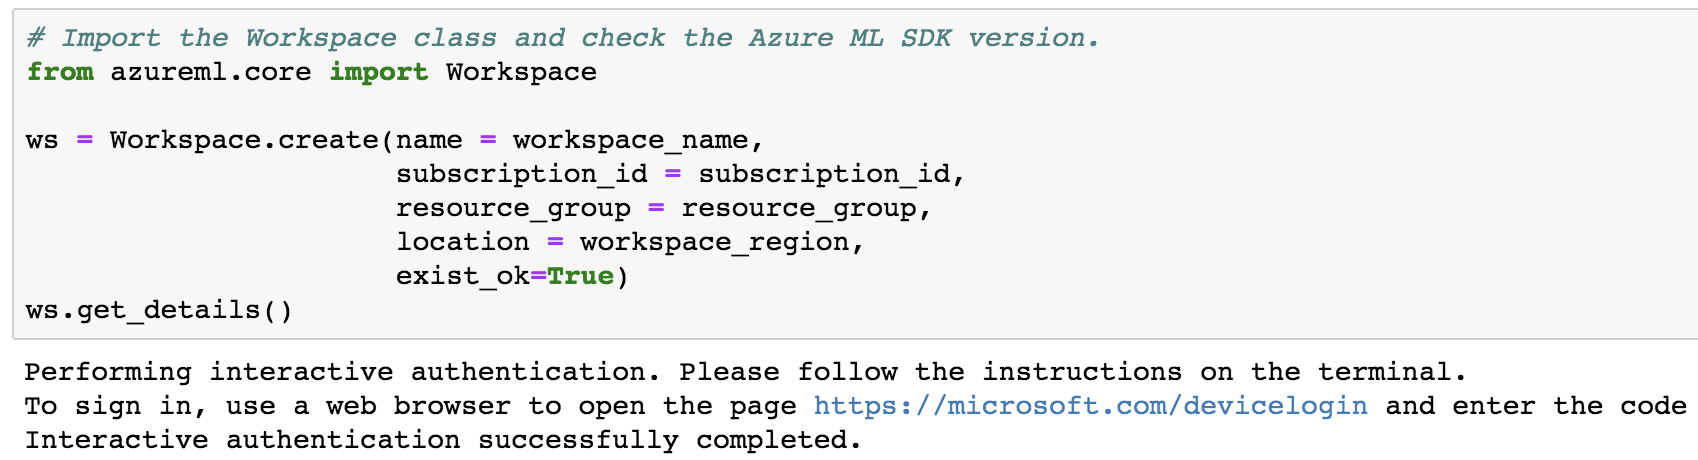 # Import the Workspace class and check the Azure ML SDK version.
from azureml.core import Workspace
ws = Workspace.create(name = workspace_name,
subscription_id = subscription_id,
resource_group = resource_group,
location = workspace_region,
exist_ok=True)
ws.get_details()
Performing interactive authentication. Please follow the instructions on the terminal.
To sign in, use a web browser to open the page https://microsoft.com/devicelogin and enter the code
Interactive authentication successfully completed.